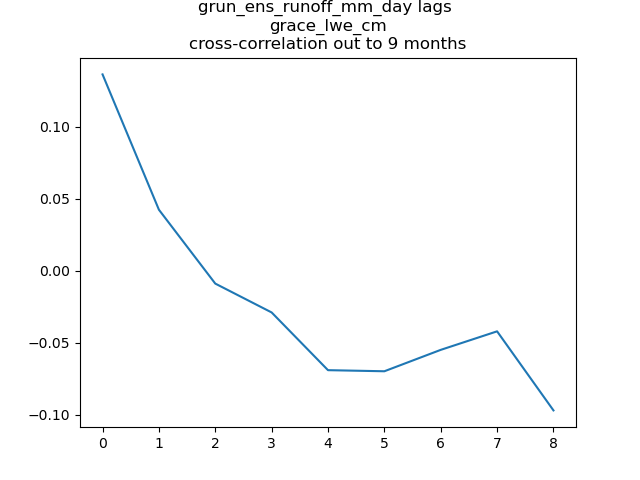 grun_ens_runoff_mm_day lags
grace_lwe_cm
cross-correlation out to 9 months
0.10
0.05
0.00
−0.05
−0.10
0 1 2 3 4 5 6 7 8